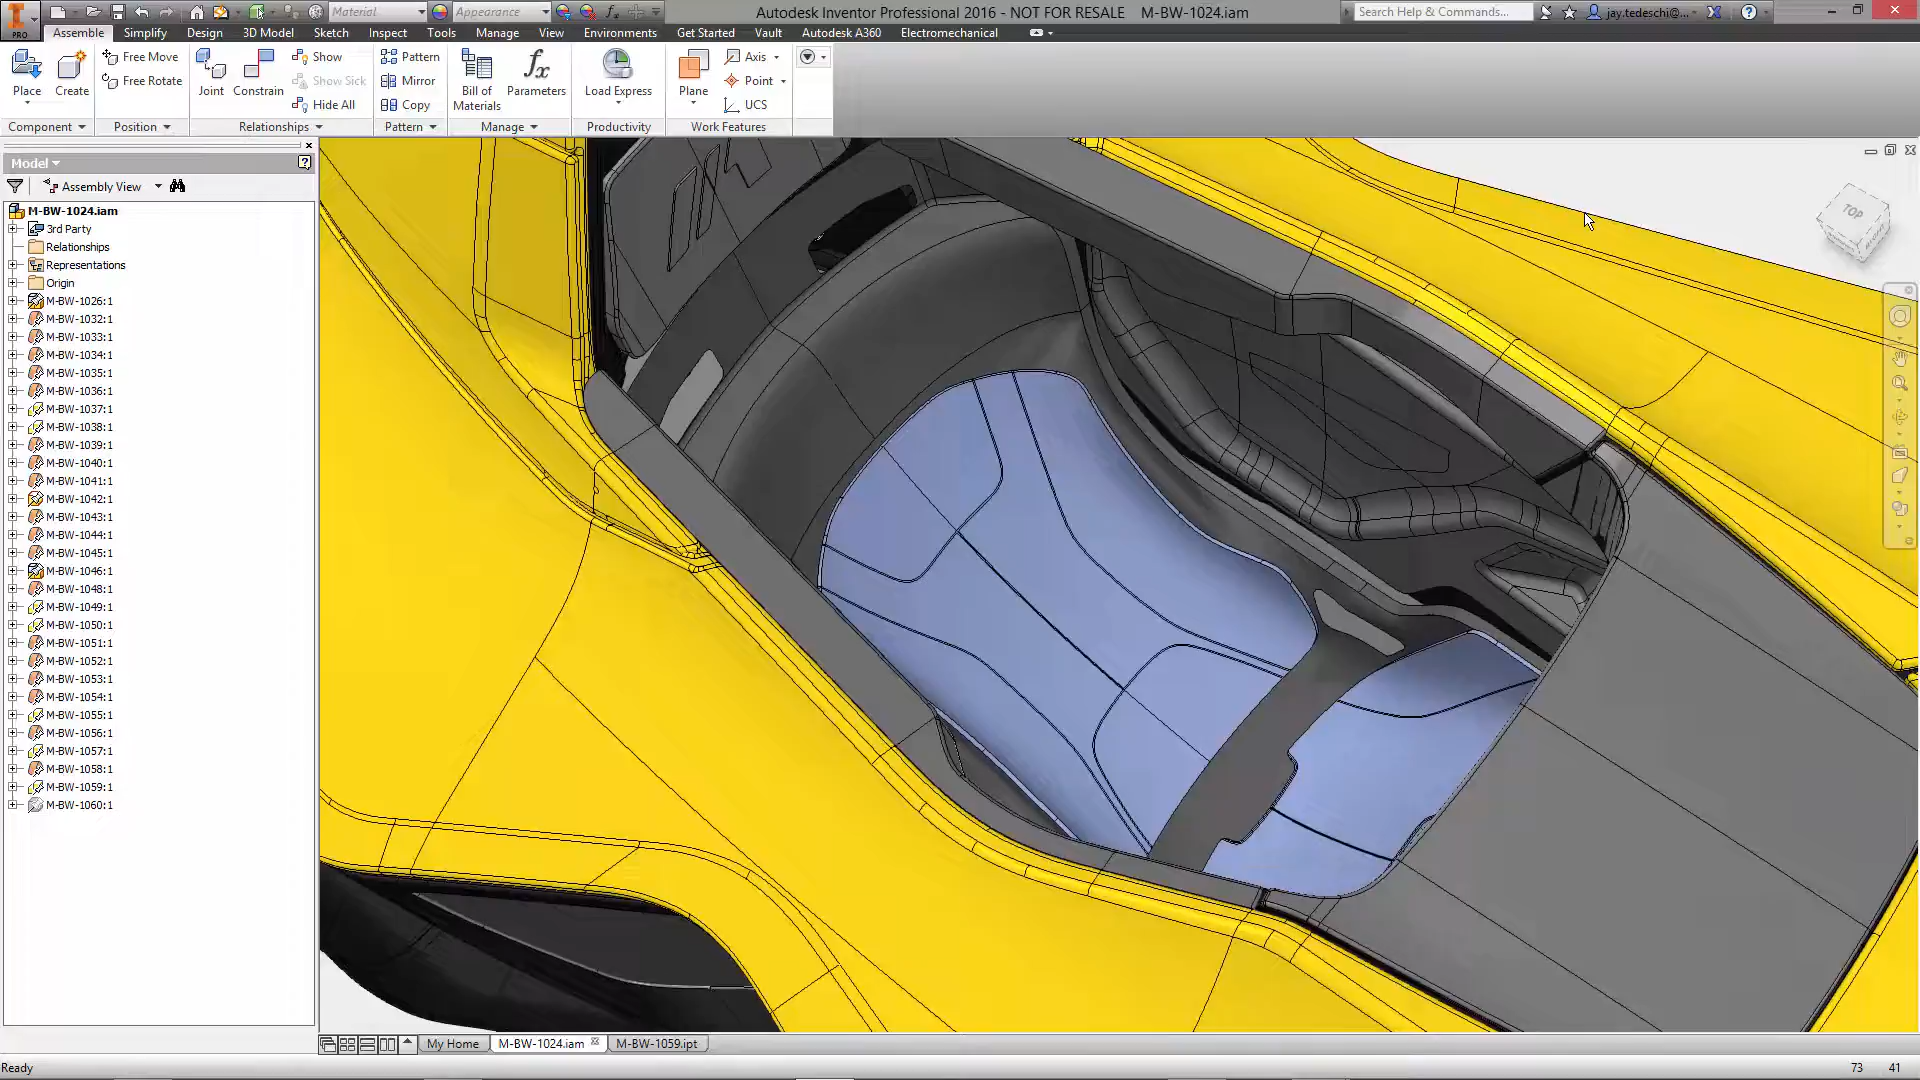 Material
Appearance
Autodesk Inventor Professional 2016 - NOT FOR RESALE M-BW-1024.iam
Search Help & Commands...
jay.tedeschi@...
PRO
Assemble
Simplify
Design
3D Model
Sketch
Inspect
Tools
Manage
View
Environments
Get Started
Vault
Autodesk A360
Electromechanical
Place
Create
Free Move
Free Rotate
Joint
Constrain
Show
Show Sick
Hide All
Pattern
Mirror
Copy
Bill of
Materials
Parameters
Load Express
Plane
Axis
Point
UCS
Component
Position
Relationships
Pattern
Manage
Productivity
Work Features
Model
Assembly View
M-BW-1024.iam
3rd Party
Relationships
Representations
Origin
M-BW-1026:1
M-BW-1032:1
M-BW-1033:1
M-BW-1034:1
M-BW-1035:1
M-BW-1036:1
M-BW-1037:1
M-BW-1038:1
M-BW-1039:1
M-BW-1040:1
M-BW-1041:1
M-BW-1042:1
M-BW-1043:1
M-BW-1044:1
M-BW-1045:1
M-BW-1046:1
M-BW-1048:1
M-BW-1049:1
M-BW-1050:1
M-BW-1051:1
M-BW-1052:1
M-BW-1053:1
M-BW-1054:1
M-BW-1055:1
M-BW-1056:1
M-BW-1057:1
M-BW-1058:1
M-BW-1059:1
M-BW-1060:1
TOP
My Home
M-BW-1024.iam
M-BW-1059.ipt
Ready
73
41